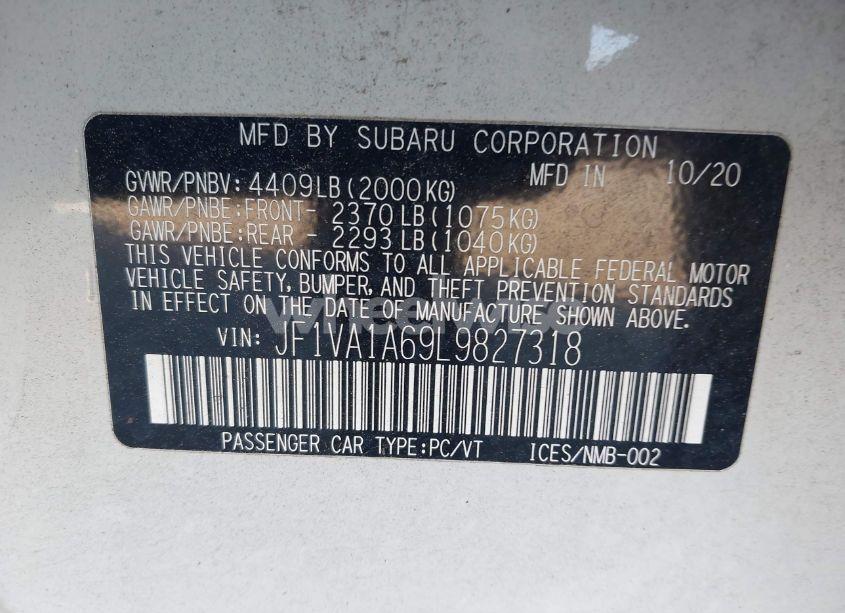 MFD BY SUBARU CORPORATION
MFD IN 10/20
GVWR/PNBV: 4409LB (2000KG)
GAWR/PNBE:FRONT- 2370LB (1075KG)
GAWR/PNBE:REAR - 2293LB (1040KG)
THIS VEHICLE CONFORMS TO ALL APPLICABLE FEDERAL MOTOR
VEHICLE SAFETY, BUMPER, AND THEFT PREVENTION STANDARDS
IN EFFECT ON THE DATE OF MANUFACTURE SHOWN ABOVE.
VIN: JF1VA1A69L9827318
PASSENGER CAR TYPE:PC/VT ICES/NMB-002